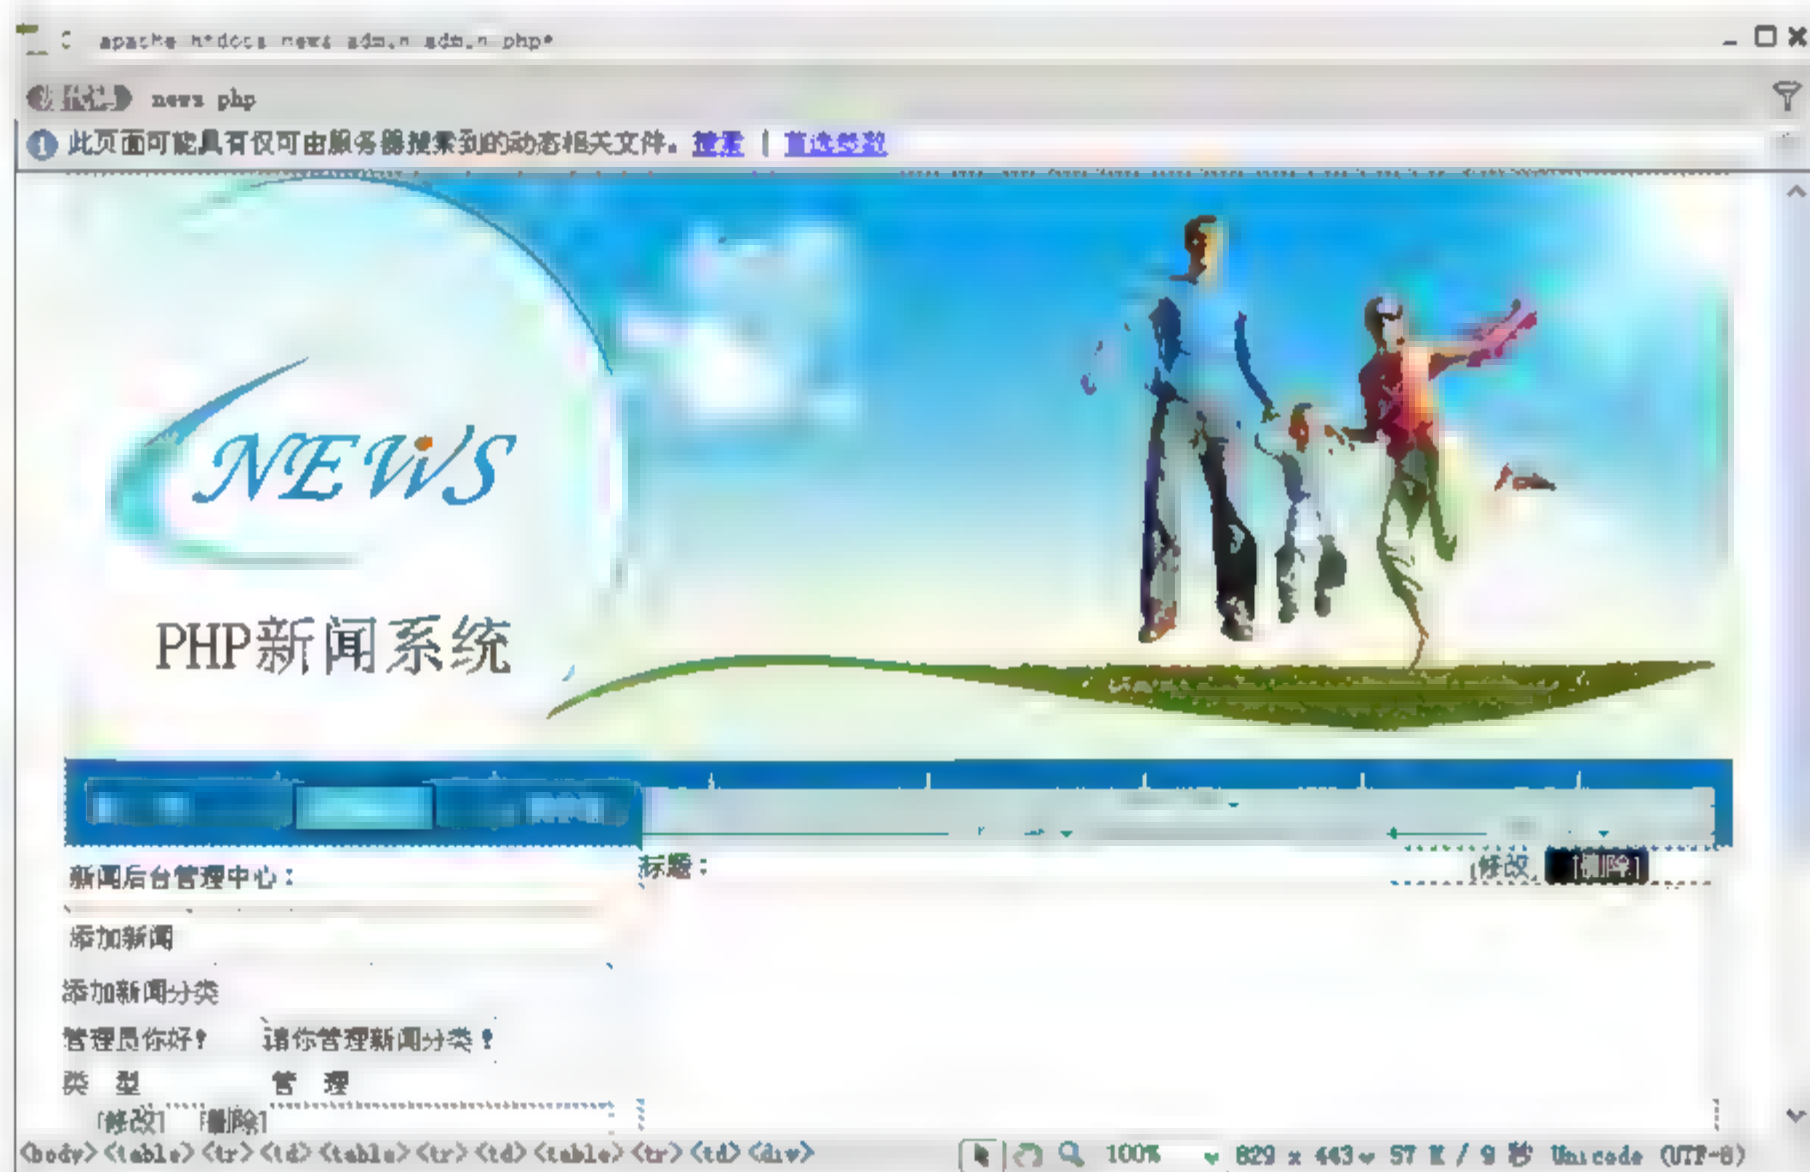 apache htdocs news admin admin.php*
news php
此页面可能具有仅可由服务器搜索到的动态相关文件。搜索 | 首选参数
NEWS
PHP新闻系统
标题： [修改] [删除]
新闻后台管理中心：
添加新闻
添加新闻分类
管理员你好！ 请你管理新闻分类！
类 型 管 理
[修改] [删除]
<body><table><tr><td><table><tr><td><table><tr><td><div> 100% 829 x 443 57 K / 9 秒 Unicode (UTF-8)